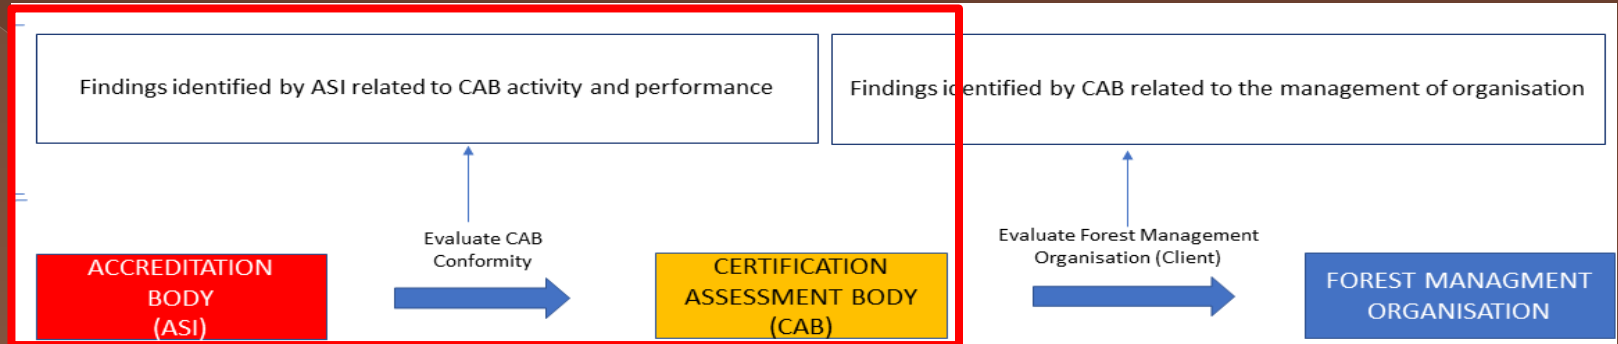 Findings identified by ASI related to CAB activity and performance
Findings identified by CAB related to the management of organisation
Evaluate CAB
Conformity
Evaluate Forest Management
Organisation (Client)
ACCREDITATION
BODY
(ASI)
CERTIFICATION
ASSESSMENT BODY
(CAB)
FOREST MANAGMENT
ORGANISATION